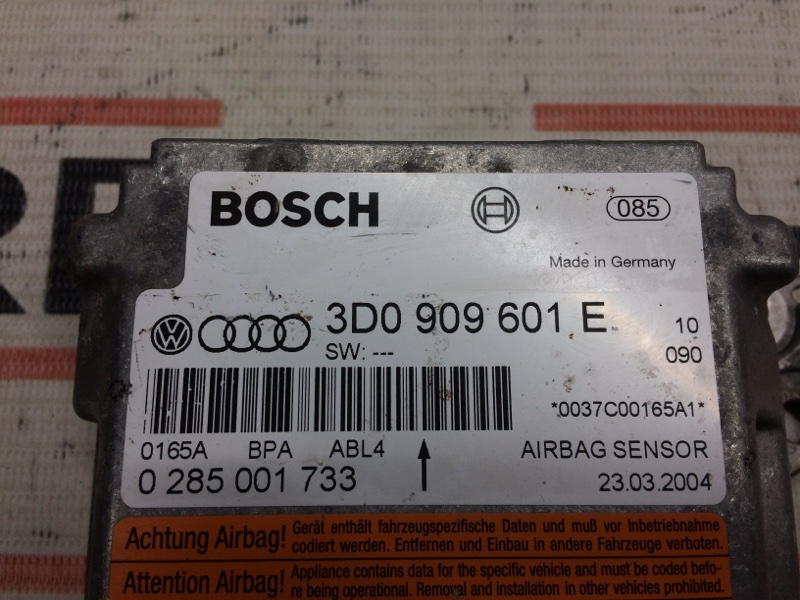 BOSCH
085
Made in Germany
3D0 909 601 E 10
SW: --- 090
*0037C00165A1*
0165A BPA ABL4 AIRBAG SENSOR
0 285 001 733 23.03.2004
Achtung Airbag! Gerät enthält fahrzeugspezifische Daten und muß vor Inbetriebnahme
codiert werden. Entfernen und Einbau in andere Fahrzeuge verboten.
Attention Airbag! Appliance contains data for the specific vehicle and must be coded befo-
re being operational. Removal and installation in other vehicles prohibited.